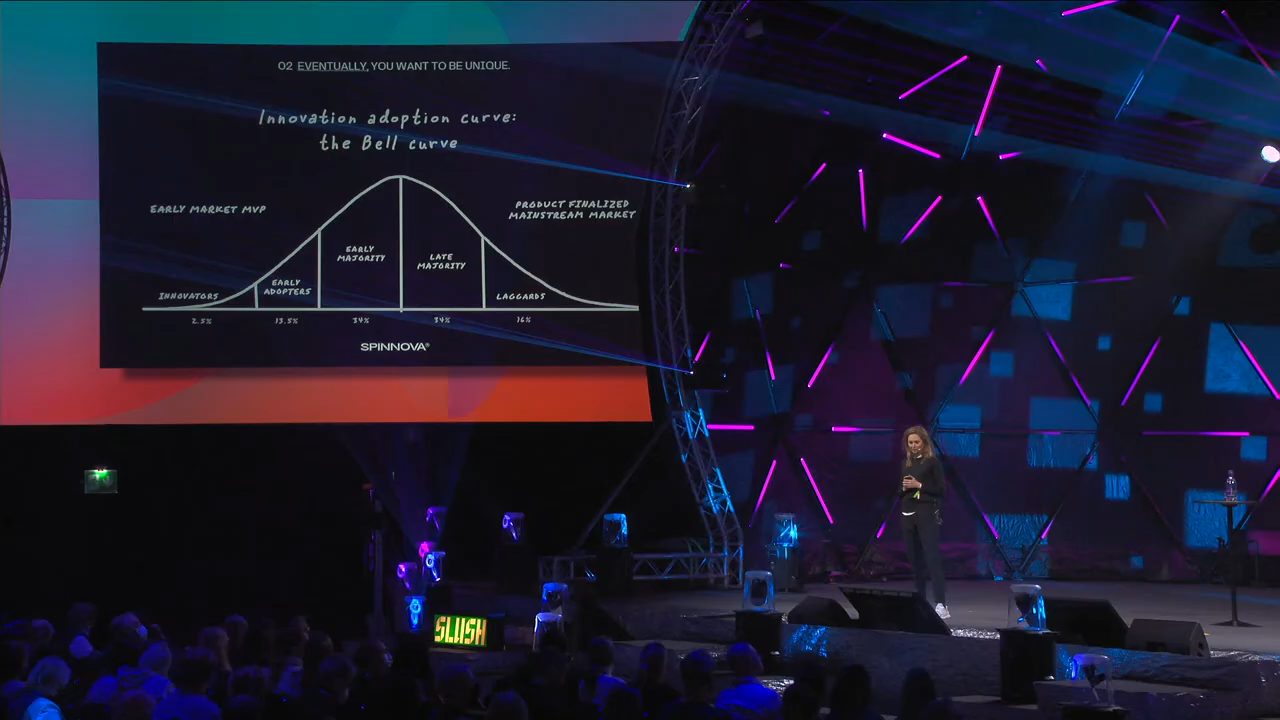 02 EVENTUALLY, YOU WANT TO BE UNIQUE.
Innovation adoption curve:
the Bell curve
EARLY MARKET MVP
PRODUCT FINALIZED
MAINSTREAM MARKET
EARLY
MAJORITY
LATE
MAJORITY
INNOVATORS
EARLY
ADOPTERS
LAGGARDS
2.5%
13.5%
34%
34%
16%
SPINNOVA®
SLUSH